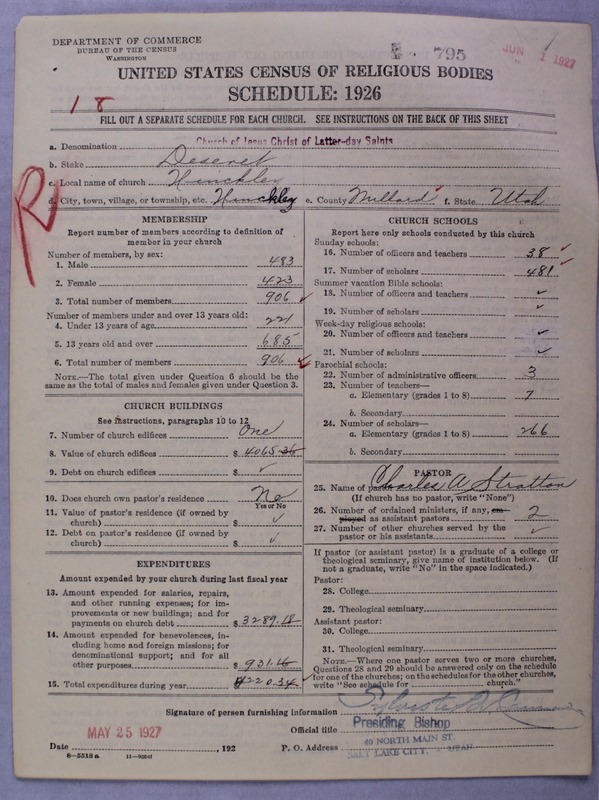 DEPARTMENT OF COMMERCE
BUREAU OF THE CENSUS
WASHINGTON
795
JUN 1 1927
UNITED STATES CENSUS OF RELIGIOUS BODIES
SCHEDULE: 1926
18
FILL OUT A SEPARATE SCHEDULE FOR EACH CHURCH. SEE INSTRUCTIONS ON THE BACK OF THIS SHEET
a. Denomination Church of Jesus Christ of Latter-day Saints
b. Stake Deseret
c. Local name of church Hinckley
d. City, town, village, or township, etc. Hinckley e. County Millard f. State Utah
R
MEMBERSHIP
Report number of members according to definition of
member in your church
Number of members, by sex:
1. Male 483
2. Female 423
3. Total number of members 906
Number of members under and over 13 years old:
4. Under 13 years of age 221
5. 13 years old and over 685
6. Total number of members 906
NOTE.—The total given under Question 6 should be the
same as the total of males and females given under Question 3.
CHURCH BUILDINGS
See instructions, paragraphs 10 to 12
7. Number of church edifices One
8. Value of church edifices $ 4065 36
9. Debt on church edifices $ ✓
10. Does church own pastor's residence No
Yes or No
11. Value of pastor's residence (if owned by
church) $ ✓
12. Debt on pastor's residence (if owned by
church) $ ✓
EXPENDITURES
Amount expended by your church during last fiscal year
13. Amount expended for salaries, repairs,
and other running expenses; for im-
provements or new buildings; and for
payments on church debt $ 3289.18
14. Amount expended for benevolences, in-
cluding home and foreign missions; for
denominational support; and for all
other purposes $ 931.16
15. Total expenditures during year $ 4220.34
CHURCH SCHOOLS
Report here only schools conducted by this church
Sunday schools:
16. Number of officers and teachers 38
17. Number of scholars 481
Summer vacation Bible schools:
18. Number of officers and teachers ✓
19. Number of scholars ✓
Week-day religious schools:
20. Number of officers and teachers ✓
21. Number of scholars ✓
Parochial schools:
22. Number of administrative officers 3
23. Number of teachers—
a. Elementary (grades 1 to 8) 7
b. Secondary
24. Number of scholars—
a. Elementary (grades 1 to 8) 266
b. Secondary
PASTOR
25. Name of pastor Charles A Stratton
(If church has no pastor, write "None")
26. Number of ordained ministers, if any, em-
ployed as assistant pastors 2
27. Number of other churches served by the
pastor or his assistants ✓
If pastor (or assistant pastor) is a graduate of a college or
theological seminary, give name of institution below. (If
not a graduate, write "No" in the space indicated.)
Pastor:
28. College
29. Theological seminary
Assistant pastor:
30. College
31. Theological seminary
NOTE.—Where one pastor serves two or more churches,
Questions 28 and 29 should be answered only on the schedule
for one of the churches; on the schedules for the other churches,
write "See schedule for church."
Signature of person furnishing information Sylvester Q Cannon
Official title Presiding Bishop
Date MAY 25 1927, 192 P. O. Address 40 NORTH MAIN ST.
SALT LAKE CITY, UTAH
8—5518 a